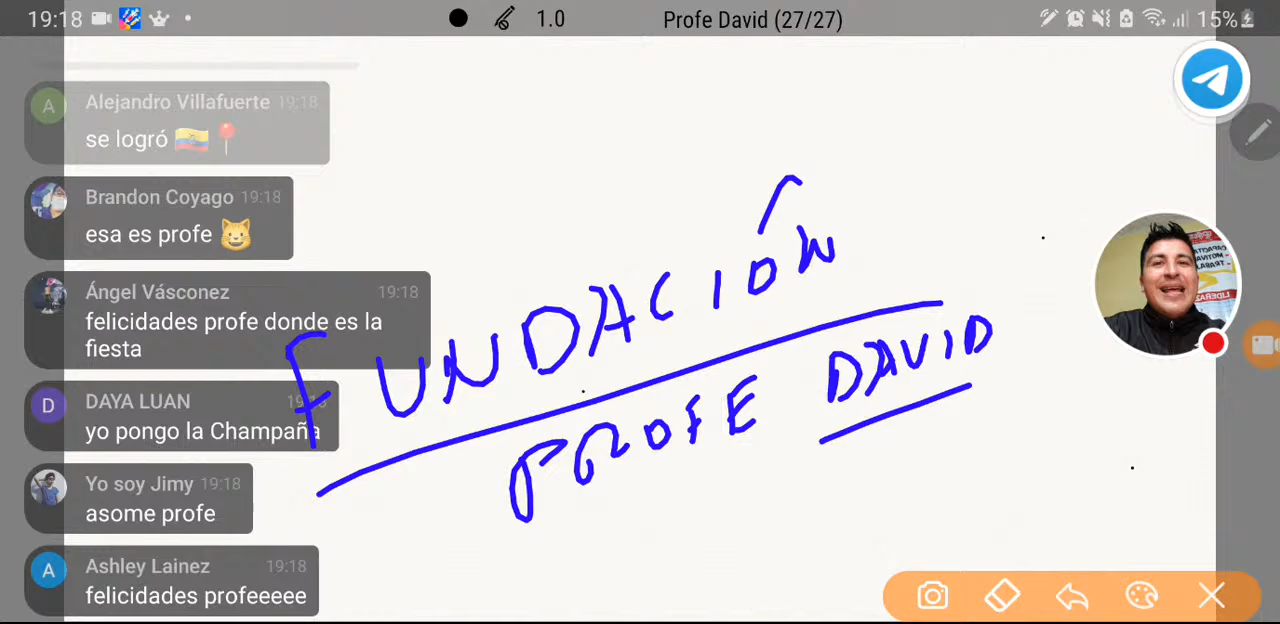 19:18
1.0
Profe David (27/27)
15%
Alejandro Villafuerte 19:18
se logró 🇪🇨📍
Brandon Coyago 19:18
esa es profe 😺
Ángel Vásconez 19:18
felicidades profe donde es la
fiesta
D
DAYA LUAN 19:18
yo pongo la Champaña
Yo soy Jimy 19:18
asome profe
A
Ashley Lainez 19:18
felicidades profeeeee
A
FUNDACIÓN
PROFE DAVID